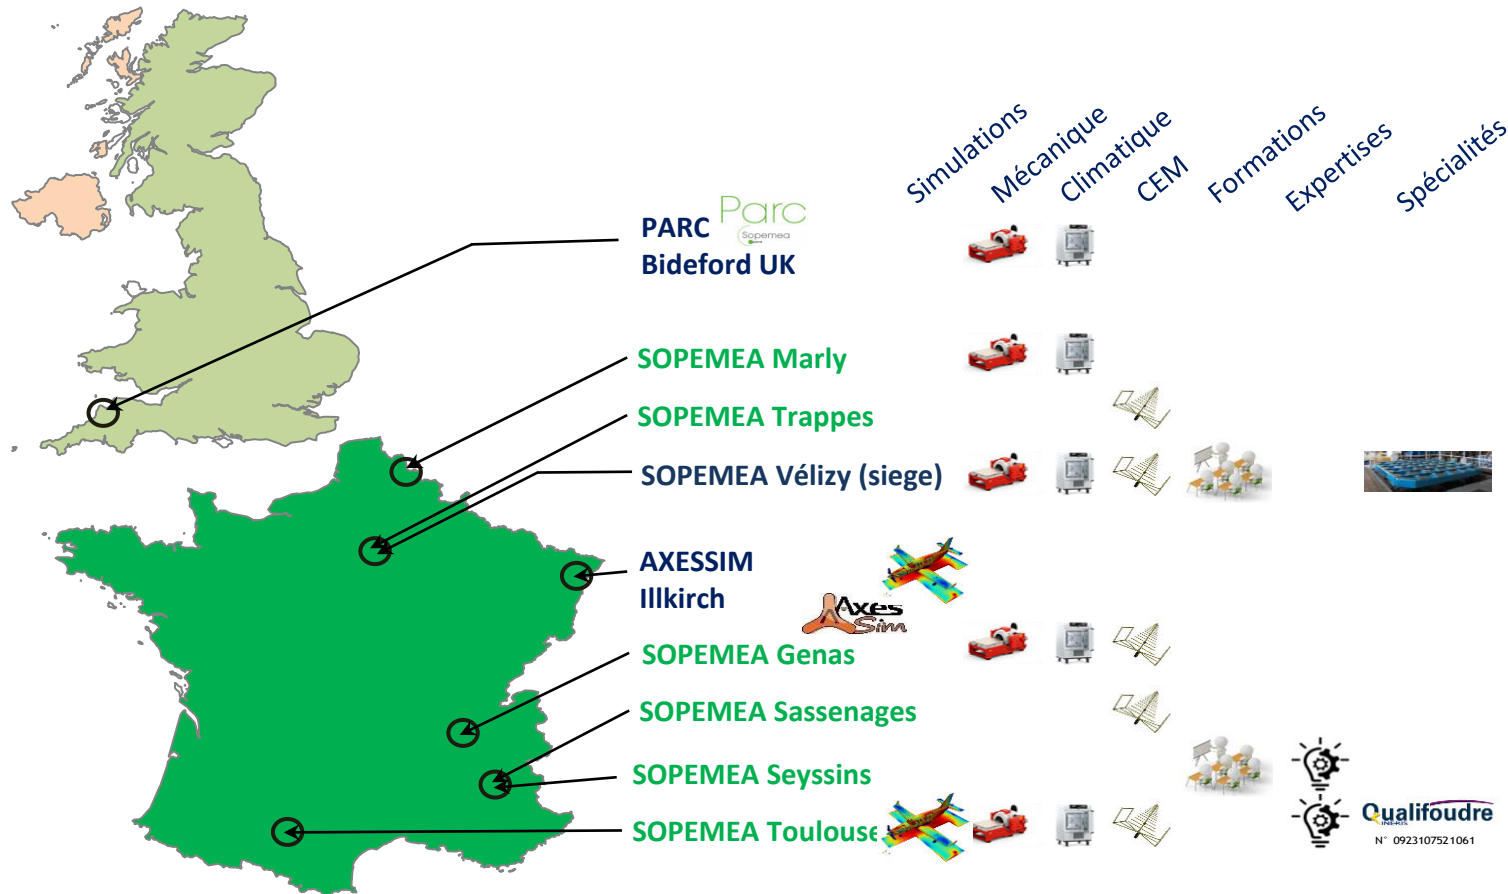 Simulations
Mécanique
Climatique
CEM
Formations
Expertises
Spécialités
PARC
Bideford UK
Parc
Sopemea
SOPEMEA Marly
SOPEMEA Trappes
SOPEMEA Vélizy (siege)
AXESSIM
Illkirch
Axes
Sim
SOPEMEA Genas
SOPEMEA Sassenages
SOPEMEA Seyssins
SOPEMEA Toulouse
Qualifoudre
INERIS
N° 0923107521061